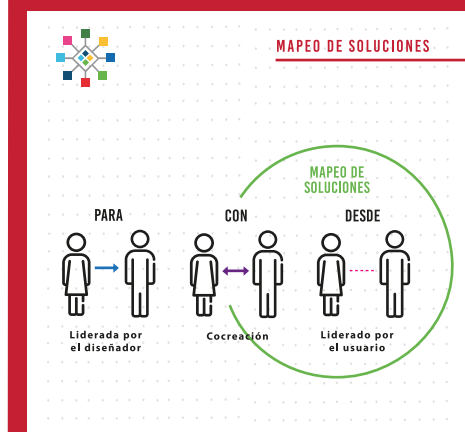 MAPEO DE SOLUCIONES
MAPEO DE
SOLUCIONES
PARA
CON
DESDE
Liderada por
el diseñador
Cocreación
Liderado por
el usuario